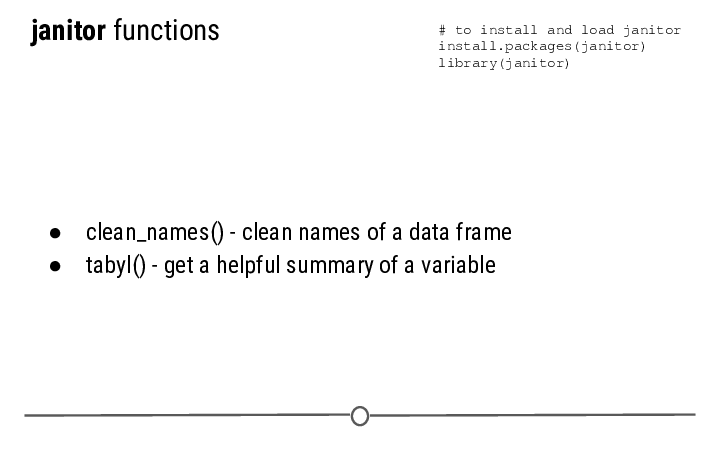 janitor functions
# to install and load janitor
install.packages(janitor)
library(janitor)
● clean_names() - clean names of a data frame
● tabyl() - get a helpful summary of a variable